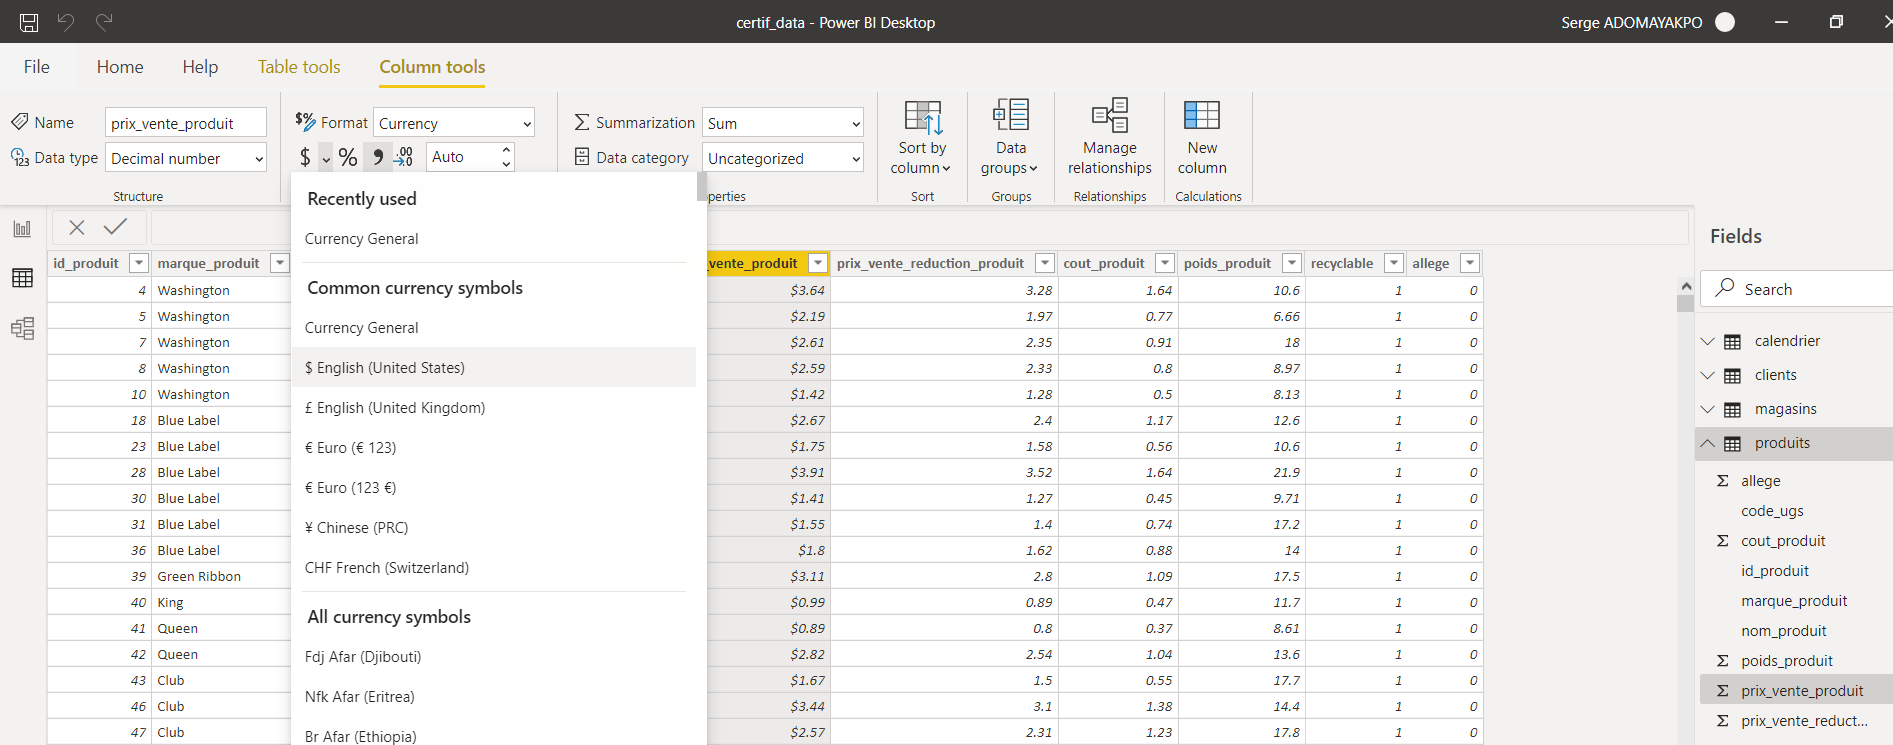 certif_data - Power BI Desktop
Serge ADOMAYAKPO
File Home Help Table tools Column tools
Name prix_vente_produit
$% Format Currency
Summarization Sum
Data type Decimal number
$ % , .00 Auto
Data category Uncategorized
Sort by column
Data groups
Manage relationships
New column
Structure
perties
Sort
Groups
Relationships
Calculations
Recently used
Currency General
Common currency symbols
Currency General
$ English (United States)
£ English (United Kingdom)
€ Euro (€ 123)
€ Euro (123 €)
¥ Chinese (PRC)
CHF French (Switzerland)
All currency symbols
Fdj Afar (Djibouti)
Nfk Afar (Eritrea)
Br Afar (Ethiopia)
id_produit marque_produit _vente_produit prix_vente_reduction_produit cout_produit poids_produit recyclable allege
4 Washington $3.64 3.28 1.64 10.6 1 0
5 Washington $2.19 1.97 0.77 6.66 1 0
7 Washington $2.61 2.35 0.91 18 1 0
8 Washington $2.59 2.33 0.8 8.97 1 0
10 Washington $1.42 1.28 0.5 8.13 1 0
18 Blue Label $2.67 2.4 1.17 12.6 1 0
23 Blue Label $1.75 1.58 0.56 10.6 1 0
28 Blue Label $3.91 3.52 1.64 21.9 1 0
30 Blue Label $1.41 1.27 0.45 9.71 1 0
31 Blue Label $1.55 1.4 0.74 17.2 1 0
36 Blue Label $1.8 1.62 0.88 14 1 0
39 Green Ribbon $3.11 2.8 1.09 17.5 1 0
40 King $0.99 0.89 0.47 11.7 1 0
41 Queen $0.89 0.8 0.37 8.61 1 0
42 Queen $2.82 2.54 1.04 13.6 1 0
43 Club $1.67 1.5 0.55 17.7 1 0
46 Club $3.44 3.1 1.38 14.4 1 0
47 Club $2.57 2.31 1.23 17.8 1 0
Fields
Search
calendrier
clients
magasins
produits
allege
code_ugs
cout_produit
id_produit
marque_produit
nom_produit
poids_produit
prix_vente_produit
prix_vente_reduct...